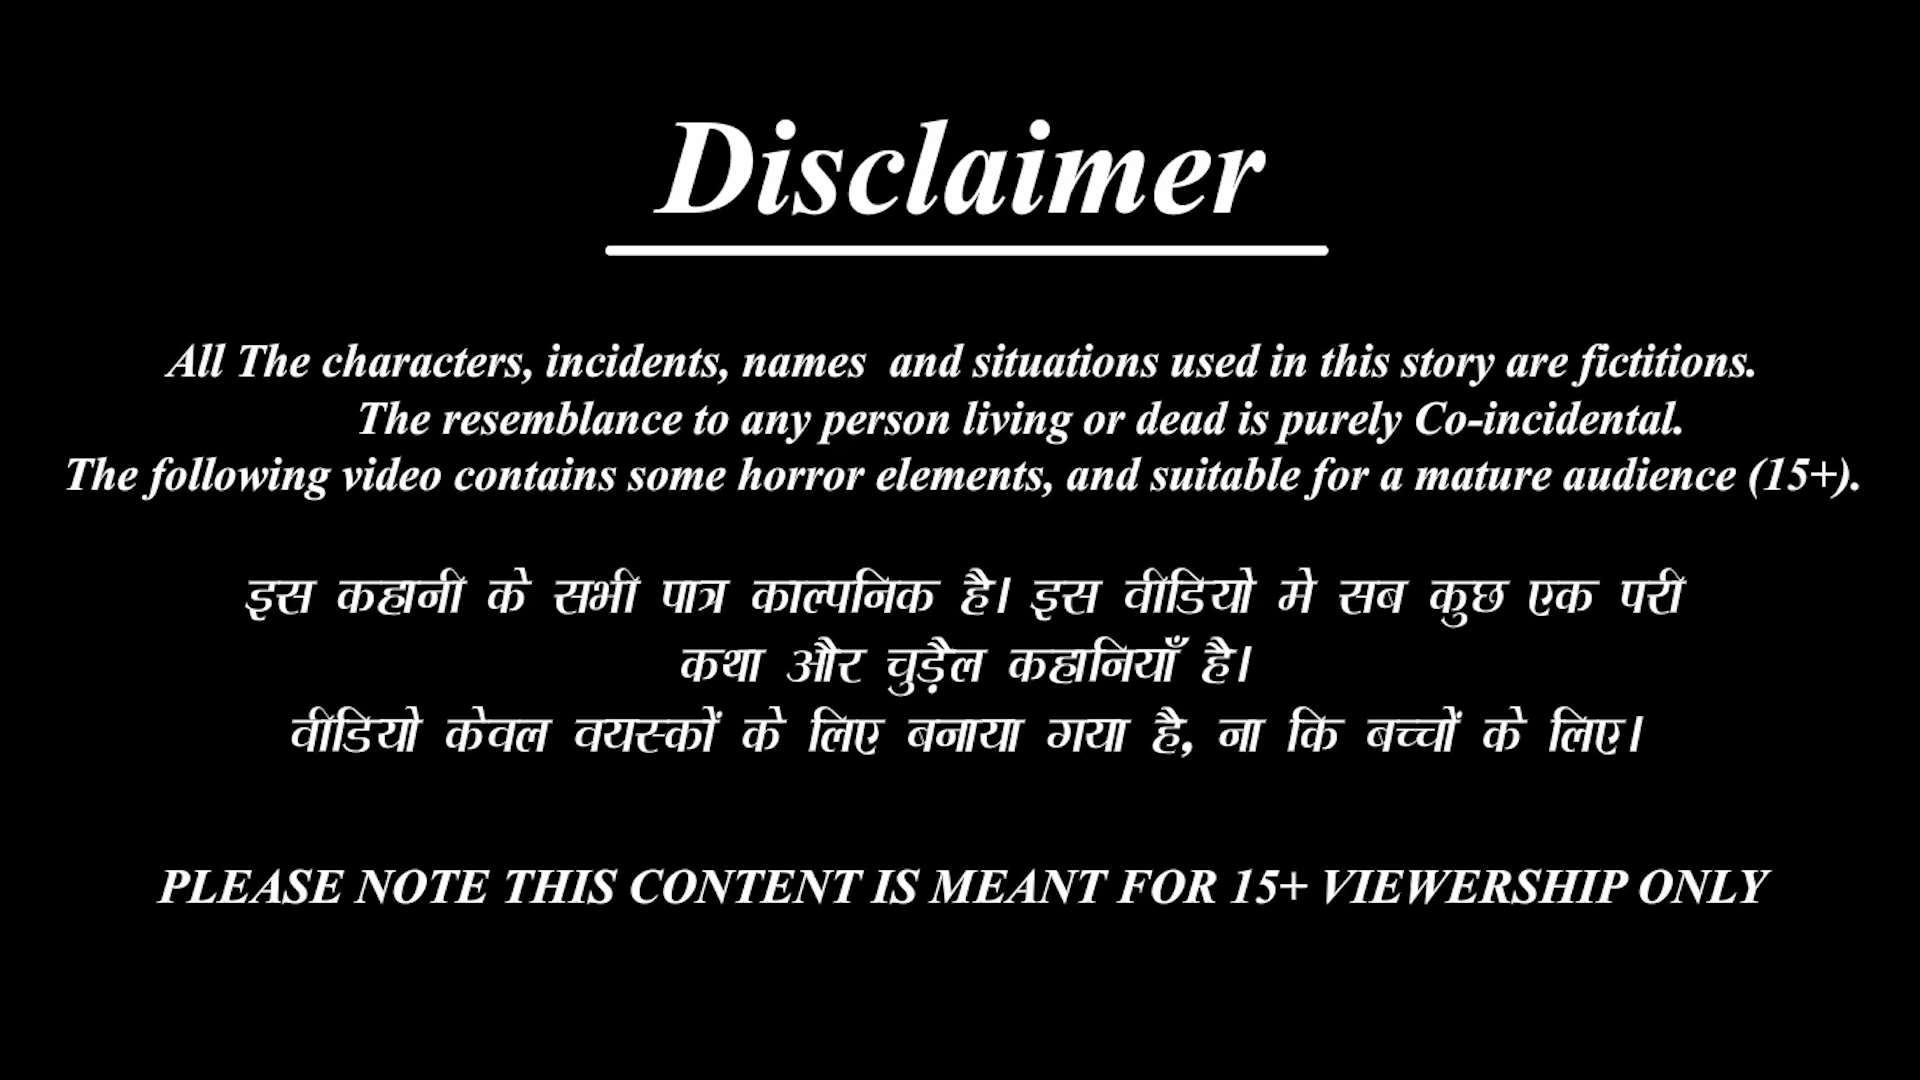 Disclaimer
All The characters, incidents, names and situations used in this story are fictitions.
The resemblance to any person living or dead is purely Co-incidental.
The following video contains some horror elements, and suitable for a mature audience (15+).
इस कहानी के सभी पात्र काल्पनिक है। इस वीडियो मे सब कुछ एक परी
कथा और चुड़ैल कहानियाँ है।
वीडियो केवल वयस्कों के लिए बनाया गया है, ना कि बच्चों के लिए।
PLEASE NOTE THIS CONTENT IS MEANT FOR 15+ VIEWERSHIP ONLY